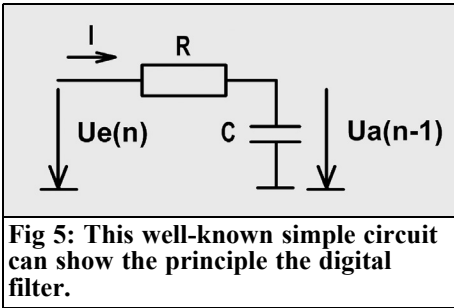 I
R
Ue(n)
C
Ua(n-1)
Fig 5: This well-known simple circuit
can show the principle the digital
filter.